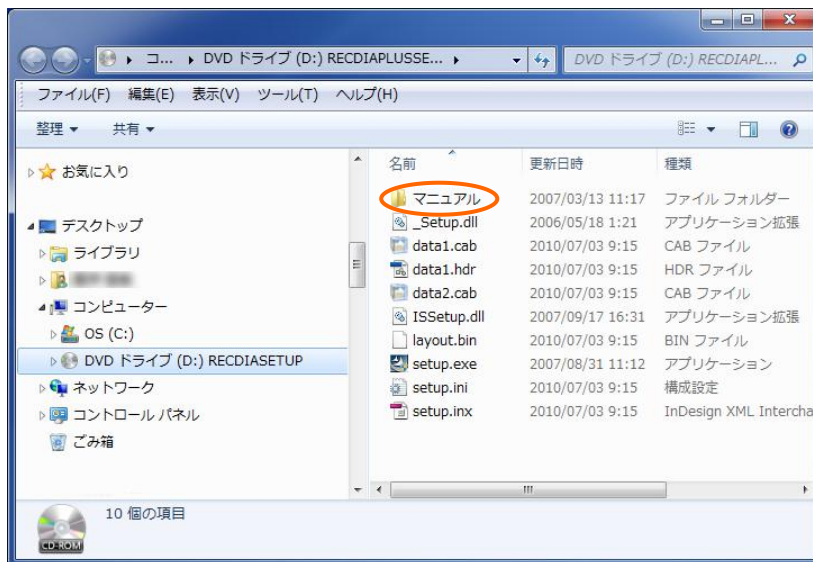 コ... DVD ドライブ (D:) RECDIAPLUSSE...
DVD ドライブ (D:) RECDIAPL...
ファイル(F) 編集(E) 表示(V) ツール(T) ヘルプ(H)
整理 共有
お気に入り
デスクトップ
ライブラリ
コンピューター
OS (C:)
DVD ドライブ (D:) RECDIASETUP
ネットワーク
コントロール パネル
ごみ箱
名前 更新日時 種類
マニュアル 2007/03/13 11:17 ファイル フォルダー
_Setup.dll 2006/05/18 1:21 アプリケーション拡張
data1.cab 2010/07/03 9:15 CAB ファイル
data1.hdr 2010/07/03 9:15 HDR ファイル
data2.cab 2010/07/03 9:15 CAB ファイル
ISSetup.dll 2007/09/17 16:31 アプリケーション拡張
layout.bin 2010/07/03 9:15 BIN ファイル
setup.exe 2007/08/31 11:12 アプリケーション
setup.ini 2010/07/03 9:15 構成設定
setup.inx 2010/07/03 9:15 InDesign XML Intercha
10 個の項目
CD-ROM